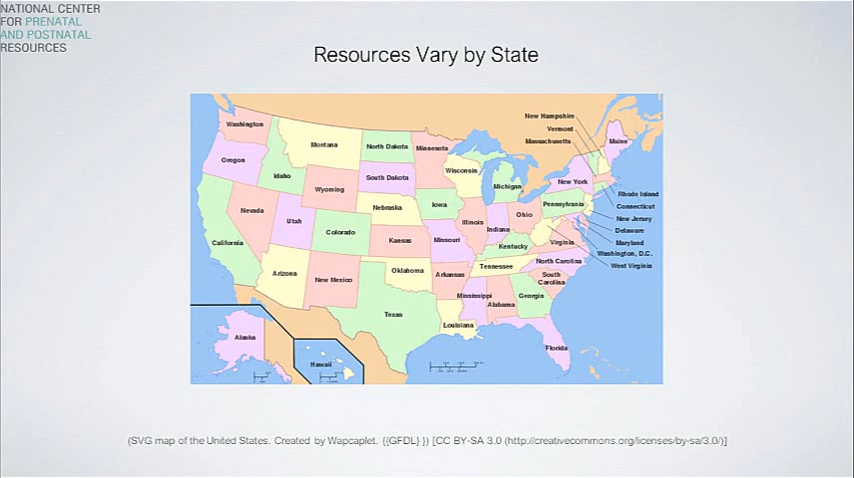 NATIONAL CENTER
FOR PRENATAL
AND POSTNATAL
RESOURCES
Resources Vary by State
New Hampshire
Vermont
Massachusetts
Washington
Montana
North Dakota
Minnesota
Maine
Oregon
Idaho
Wyoming
South Dakota
Wisconsin
Michigan
New York
Rhode Island
Connecticut
New Jersey
Delaware
Maryland
Washington, D.C.
West Virginia
Nevada
Utah
Colorado
Nebraska
Iowa
Illinois
Indiana
Ohio
Pennsylvania
California
Kansas
Missouri
Kentucky
Virginia
Arizona
New Mexico
Oklahoma
Arkansas
Tennessee
North Carolina
South
Carolina
Texas
Louisiana
Mississippi
Alabama
Georgia
Florida
Alaska
Hawaii
(SVG map of the United States. Created by Wapcaplet. {{GFDL} }) [CC BY-SA 3.0 (http://creativecommons.org/licenses/by-sa/3.0/)]